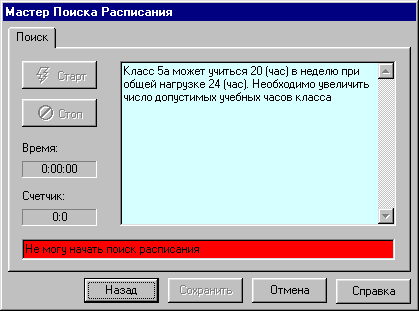 Мастер Поиска Расписания
Поиск
Старт
Стоп
Время:
0:00:00
Счетчик:
0:0
Класс 5а может учиться 20 (час) в неделю при
общей нагрузке 24 (час). Необходимо увеличить
число допустимых учебных часов класса
Не могу начать поиск расписания
Назад
Сохранить
Отмена
Справка